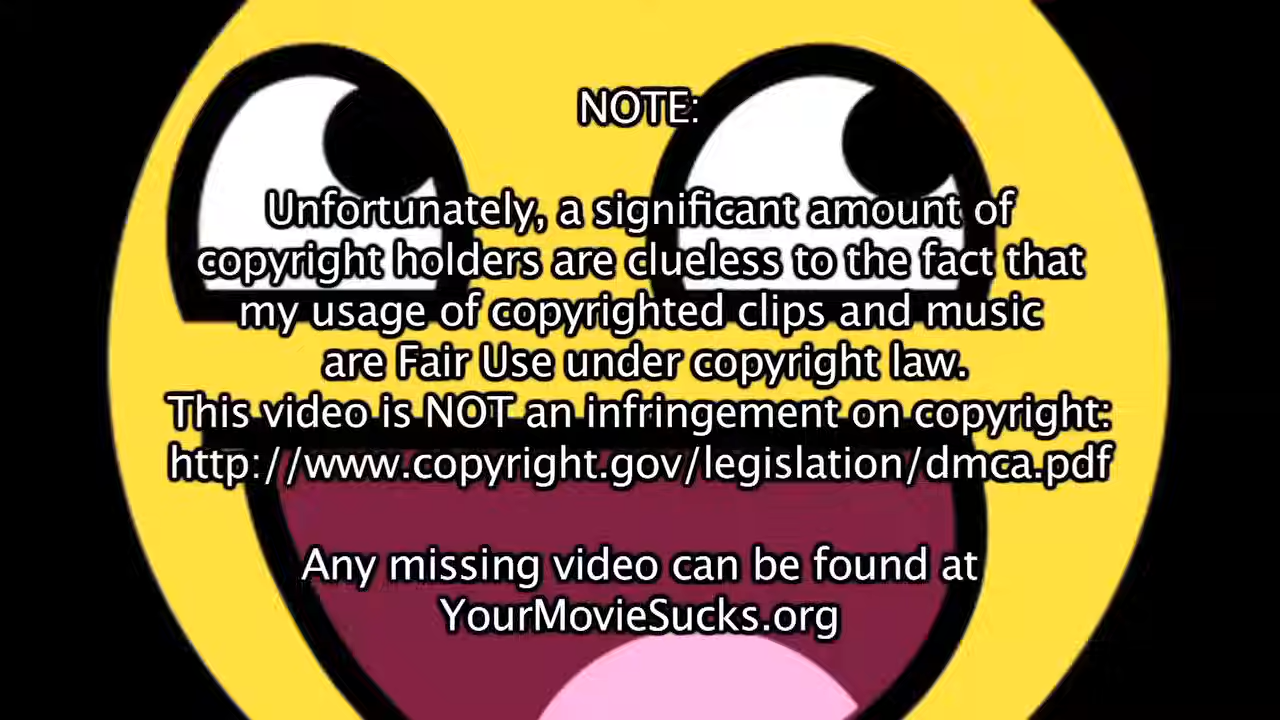 NOTE:
Unfortunately, a significant amount of
copyright holders are clueless to the fact that
my usage of copyrighted clips and music
are Fair Use under copyright law.
This video is NOT an infringement on copyright:
http://www.copyright.gov/legislation/dmca.pdf
Any missing video can be found at
YourMovieSucks.org